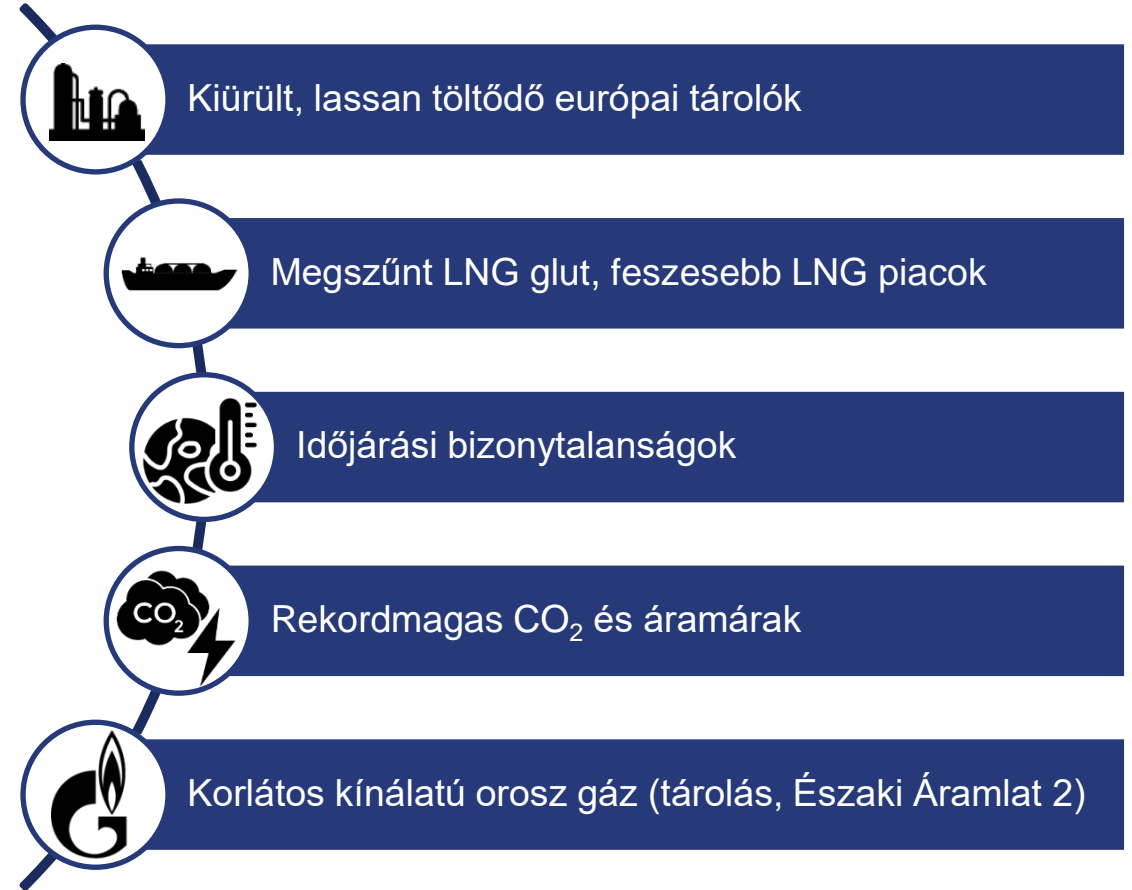 Kiürült, lassan töltődő európai tárolók
Megszűnt LNG glut, feszesebb LNG piacok
Időjárási bizonytalanságok
CO₂
Rekordmagas CO₂ és áramárak
Korlátos kínálatú orosz gáz (tárolás, Északi Áramlat 2)